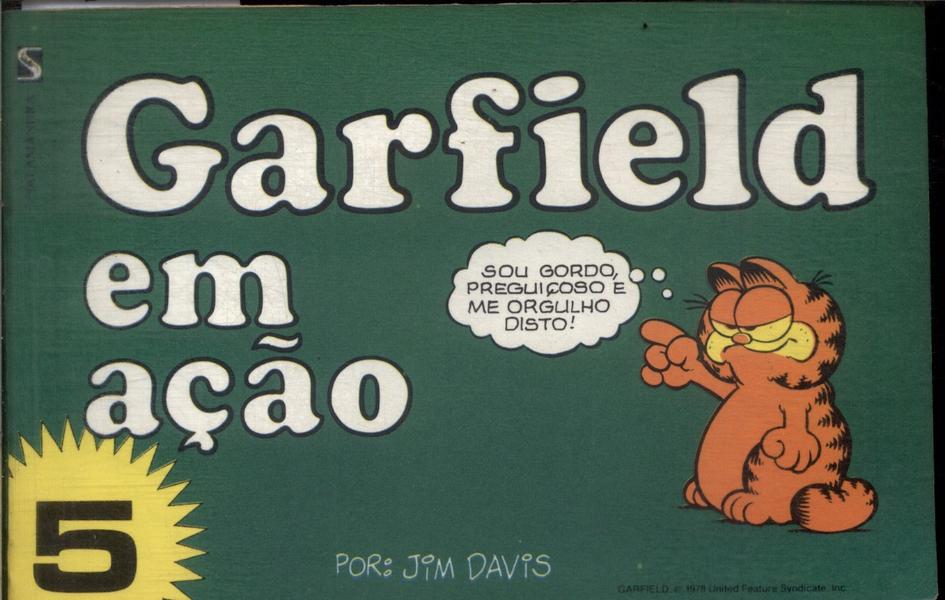 Garfield
em
ação
SOU GORDO,
PREGUIÇOSO E
ME ORGULHO
DISTO!
5
POR: JIM DAVIS
GARFIELD © 1978 United Feature Syndicate, Inc